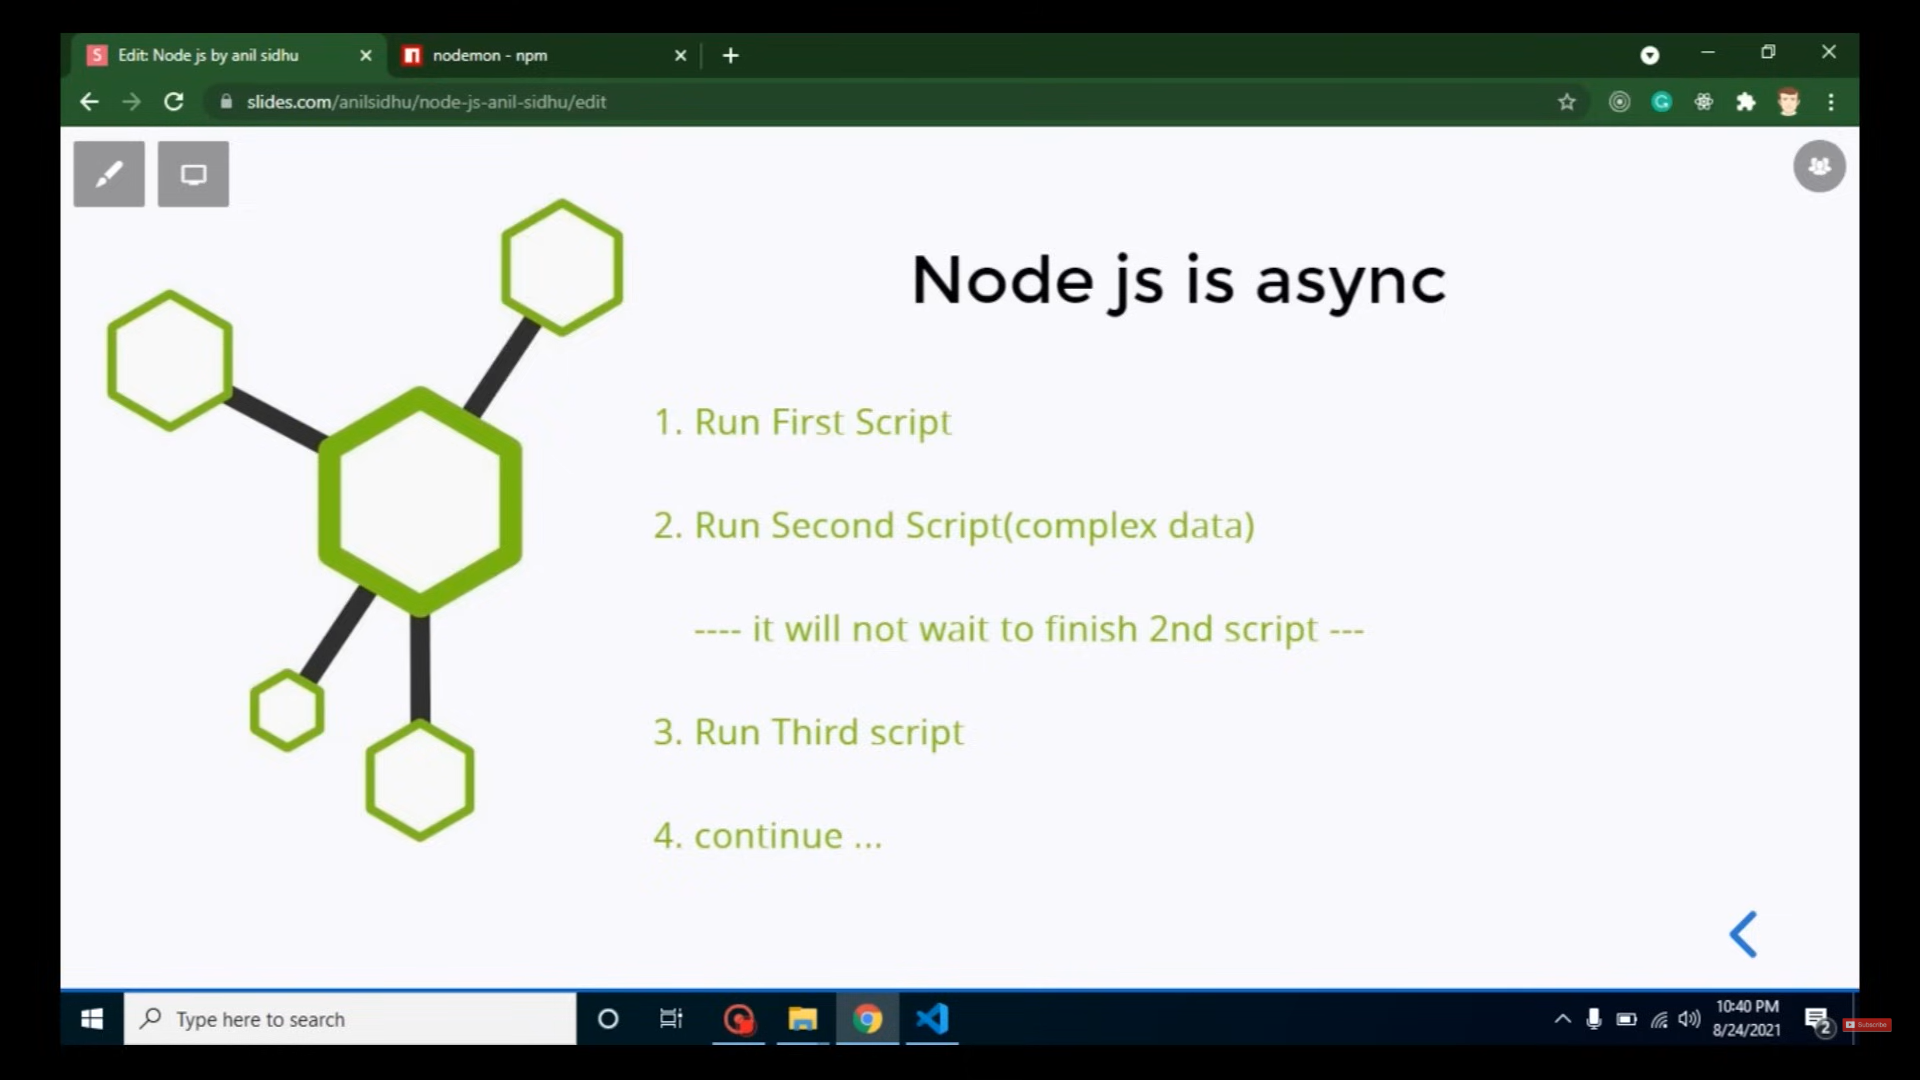 Edit: Node js by anil sidhu
nodemon - npm
slides.com/anilsidhu/node-js-anil-sidhu/edit
Node js is async
1. Run First Script
2. Run Second Script(complex data)
---- it will not wait to finish 2nd script ---
3. Run Third script
4. continue ...
Type here to search
10:40 PM
8/24/2021
2
Subscribe